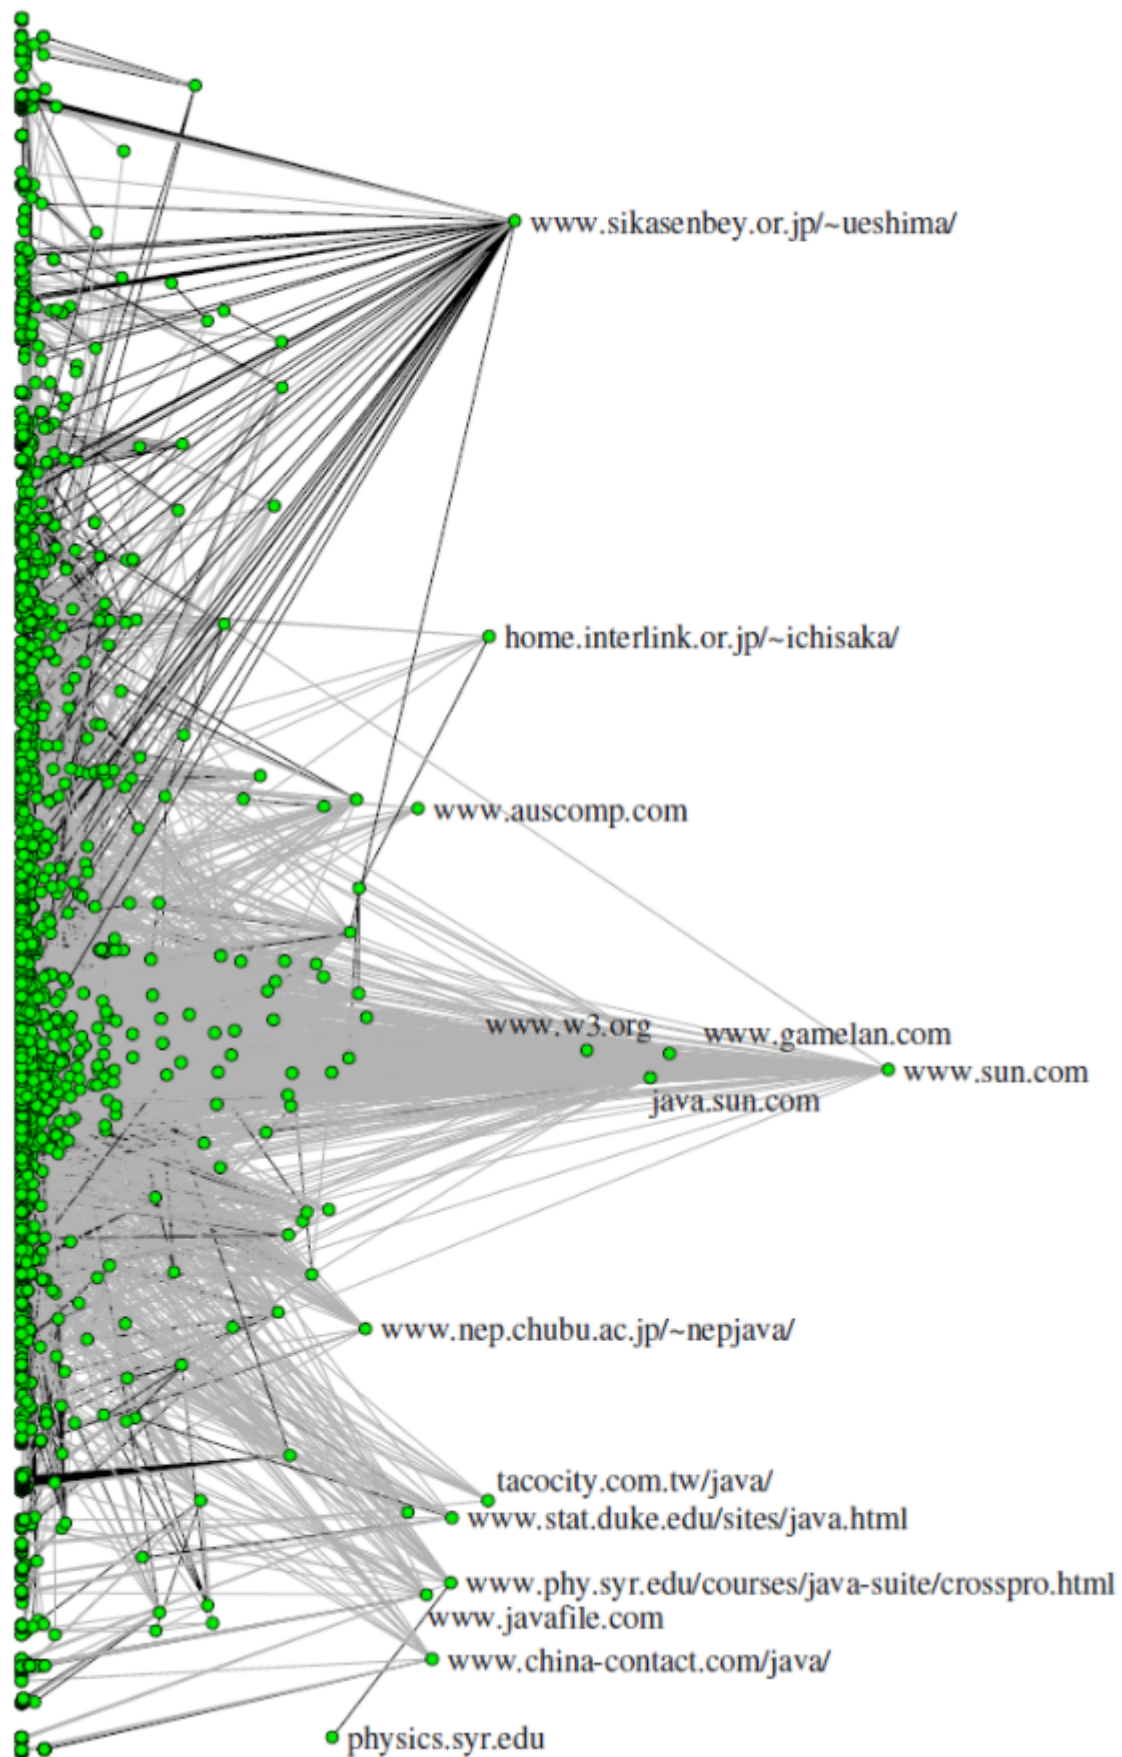 www.sikasenbey.or.jp/~ueshima/
home.interlink.or.jp/~ichisaka/
www.auscomp.com
www.w3.org
www.gamelan.com
www.sun.com
java.sun.com
www.nep.chubu.ac.jp/~nepjava/
tacocity.com.tw/java/
www.stat.duke.edu/sites/java.html
www.phy.syr.edu/courses/java-suite/crosspro.html
www.javafile.com
www.china-contact.com/java/
physics.syr.edu